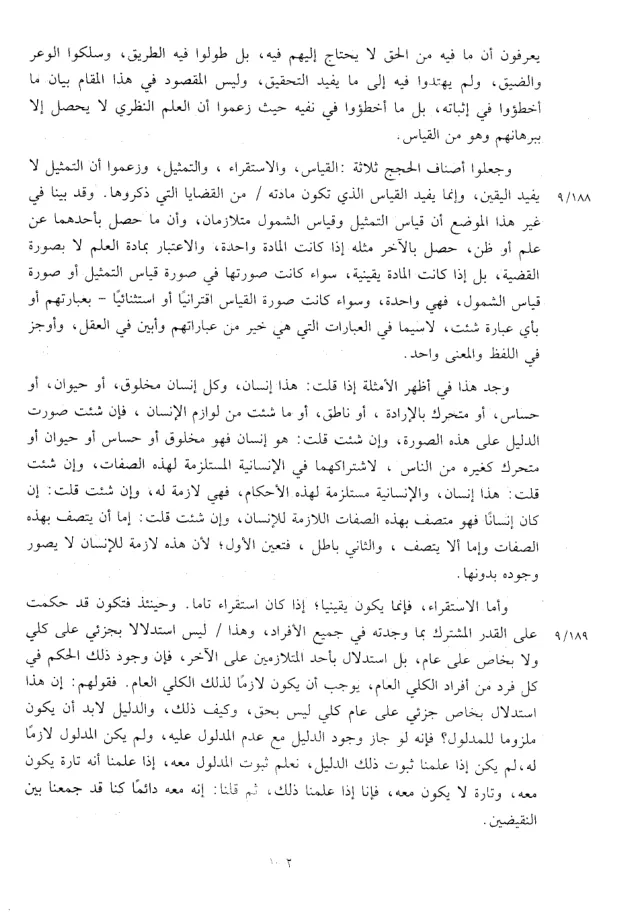 يعرفون أن ما فيه من الحق لا يحتاج إليهم فيه، بل طولوا فيه الطريق، وسلكوا الوعر
والضيق، ولم يهتدوا فيه إلى ما يفيد التحقيق، وليس المقصود في هذا المقام بيان ما
أخطؤوا في إثباته، بل ما أخطؤوا في نفيه حيث زعموا أن العلم النظري لا يحصل إلا
ببرهانهم وهو من القياس.
وجعلوا أصناف الحجج ثلاثة :القياس، والاستقراء ، والتمثيل، وزعموا أن التمثيل لا
يفيد اليقين، وإنما يفيد القياس الذي تكون مادته / من القضايا التي ذكروها. وقد بينا في
٩/١٨٨
غير هذا الموضع أن قياس التمثيل وقياس الشمول متلازمان، وأن ما حصل بأحدهما عن
علم أو ظن، حصل بالآخر مثله إذا كانت المادة واحدة، والاعتبار بمادة العلم لا بصورة
القضية، بل إذا كانت المادة يقينية، سواء كانت صورتها في صورة قياس التمثيل أو صورة
قياس الشمول، فهي واحدة، وسواء كانت صورة القياس اقترانيًا أو استثنائيًا – بعبارتهم أو
بأي عبارة شئت، لاسيما في العبارات التي هي خير من عباراتهم وأبين في العقل، وأوجز
في اللفظ والمعنى واحد.
وجد هذا في أظهر الأمثلة إذا قلت: هذا إنسان، وكل إنسان مخلوق، أو حيوان، أو
حساس، أو متحرك بالإرادة ، أو ناطق، أو ما شئت من لوازم الإنسان ، فإن شئت صورت
الدليل على هذه الصورة، وإن شئت قلت: هو إنسان فهو مخلوق أو حساس أو حيوان أو
متحرك كغيره من الناس ، لاشتراكهما في الإنسانية المستلزمة لهذه الصفات، وإن شئت
قلت: هذا إنسان، والإنسانية مستلزمة لهذه الأحكام، فهي لازمة له، وإن شئت قلت: إن
كان إنسانًا فهو متصف بهذه الصفات اللازمة للإنسان، وإن شئت قلت: إما أن يتصف بهذه
الصفات وإما ألا يتصف ، والثاني باطل ، فتعين الأول؛ لأن هذه لازمة للإنسان لا يصور
وجوده بدونها.
وأما الاستقراء، فإنما يكون يقينيا؛ إذا كان استقراء تاما. وحينئذ فتكون قد حكمت
على القدر المشترك بما وجدته في جميع الأفراد، وهذا / ليس استدلالا بجزئي على كلي
٩/١٨٩
ولا بخاص على عام، بل استدلال بأحد المتلازمين على الآخر، فإن وجود ذلك الحكم في
كل فرد من أفراد الكلي العام، يوجب أن يكون لازمًا لذلك الكلي العام. فقولهم: إن هذا
استدلال بخاص جزئي على عام كلي ليس بحق، وكيف ذلك، والدليل لابد أن يكون
ملزوما للمدلول؟ فإنه لو جاز وجود الدليل مع عدم المدلول عليه، ولم يكن المدلول لازمًا
له،لم يكن إذا علمنا ثبوت ذلك الدليل، نعلم ثبوت المدلول معه، إذا علمنا أنه تارة يكون
معه، وتارة لا يكون معه، فإنا إذا علمنا ذلك، ثم قلنا: إنه معه دائمًا كنا قد جمعنا بين
النقيضين.
١٠٢